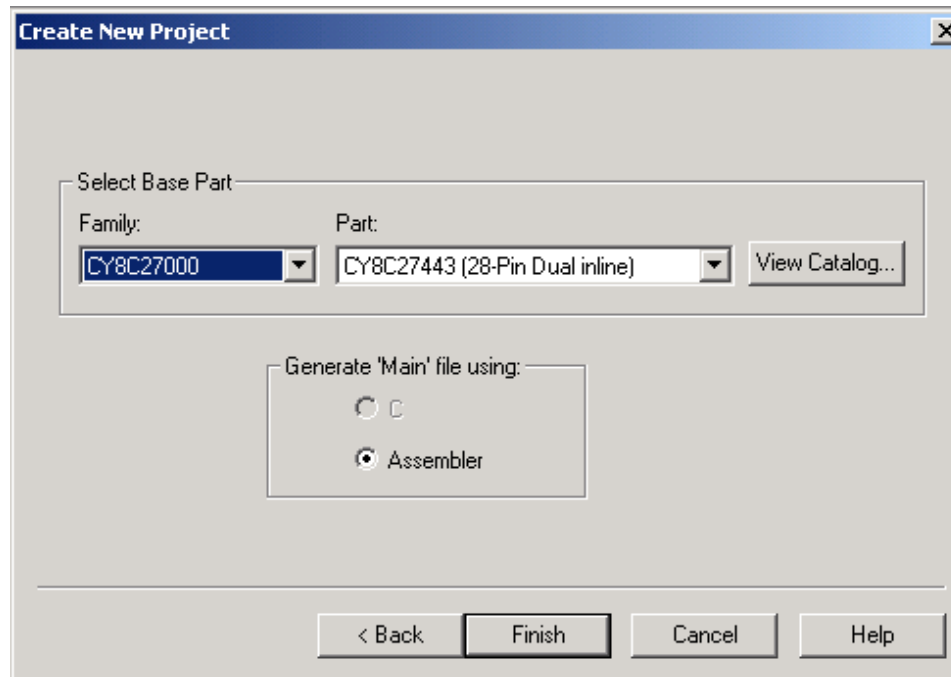 Create New Project
Select Base Part
Family: Part:
CY8C27000 CY8C27443 (28-Pin Dual inline) View Catalog...
Generate 'Main' file using:
C
Assembler
< Back Finish Cancel Help